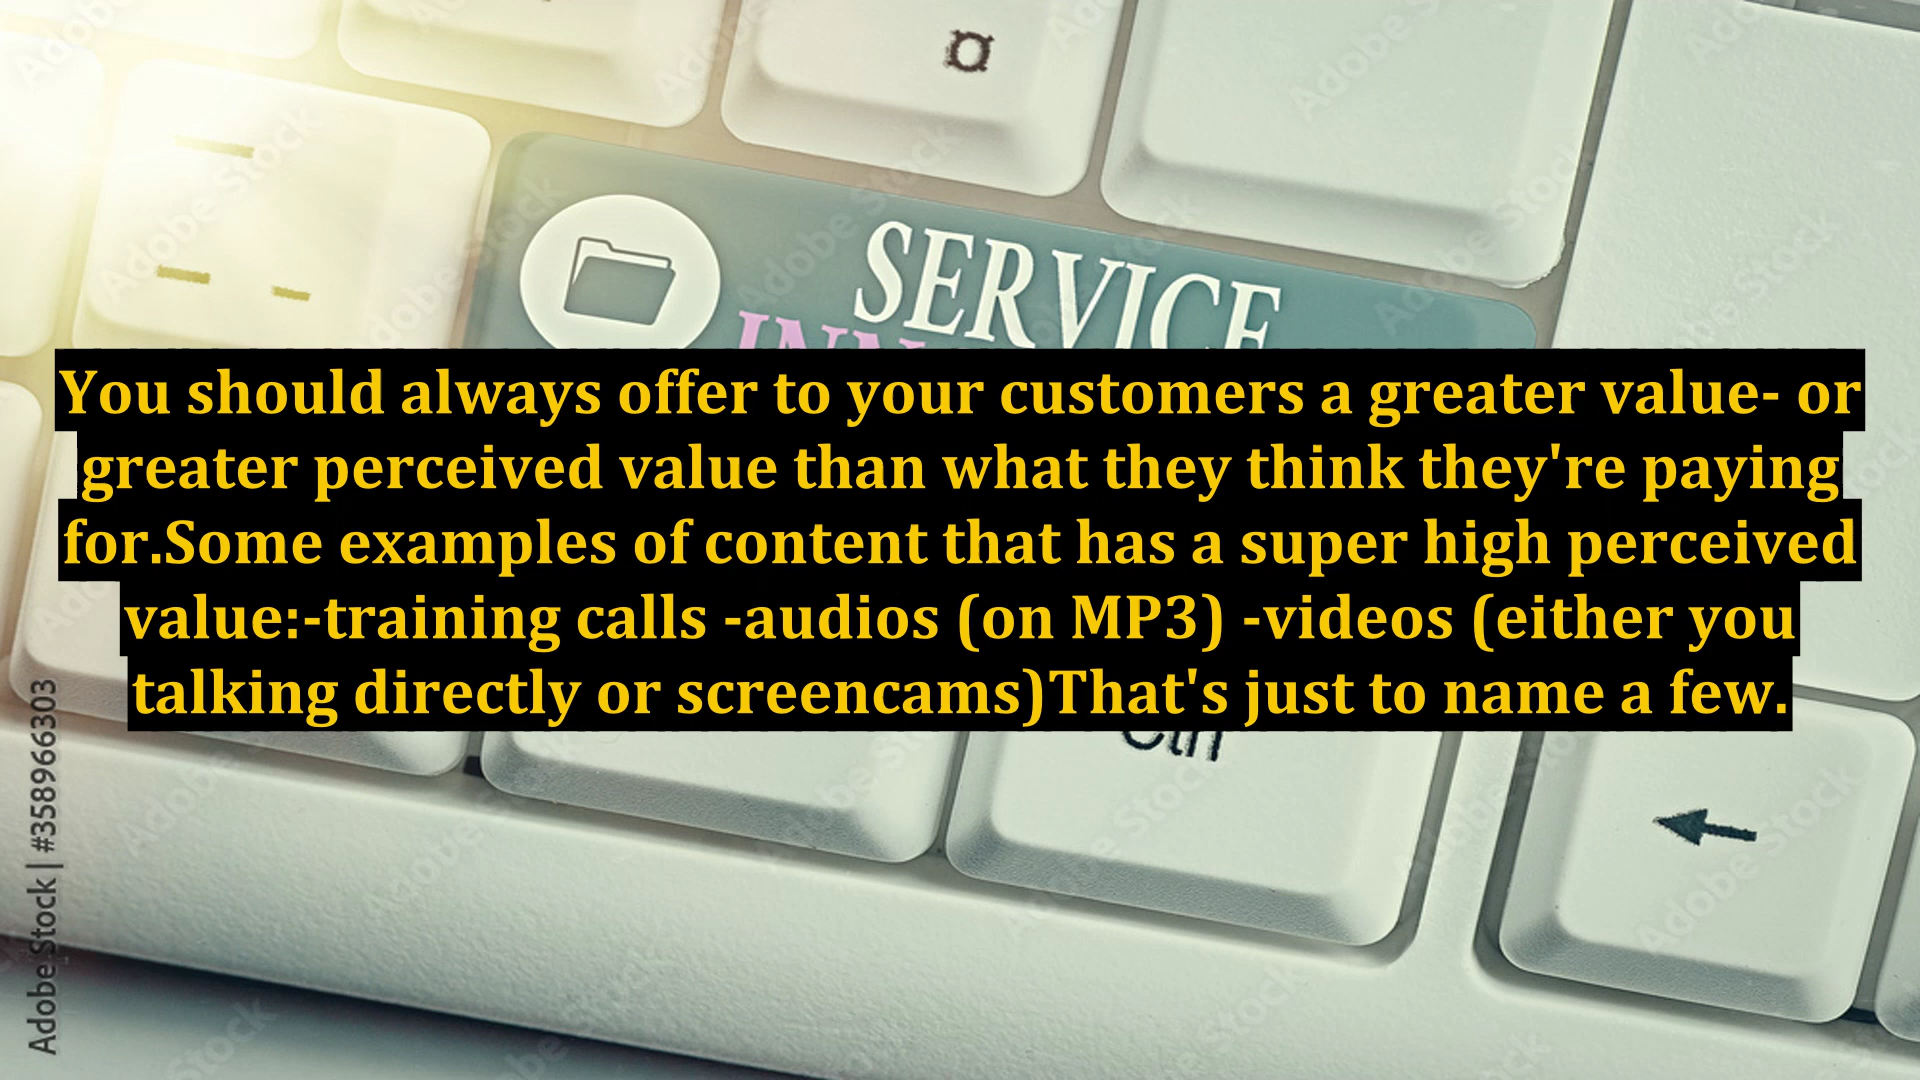 ¤
SERVICE
You should always offer to your customers a greater value- or
greater perceived value than what they think they're paying
for.Some examples of content that has a super high perceived
value:-training calls -audios (on MP3) -videos (either you
talking directly or screencams)That's just to name a few.
Ctrl
Adobe Stock | #358966303